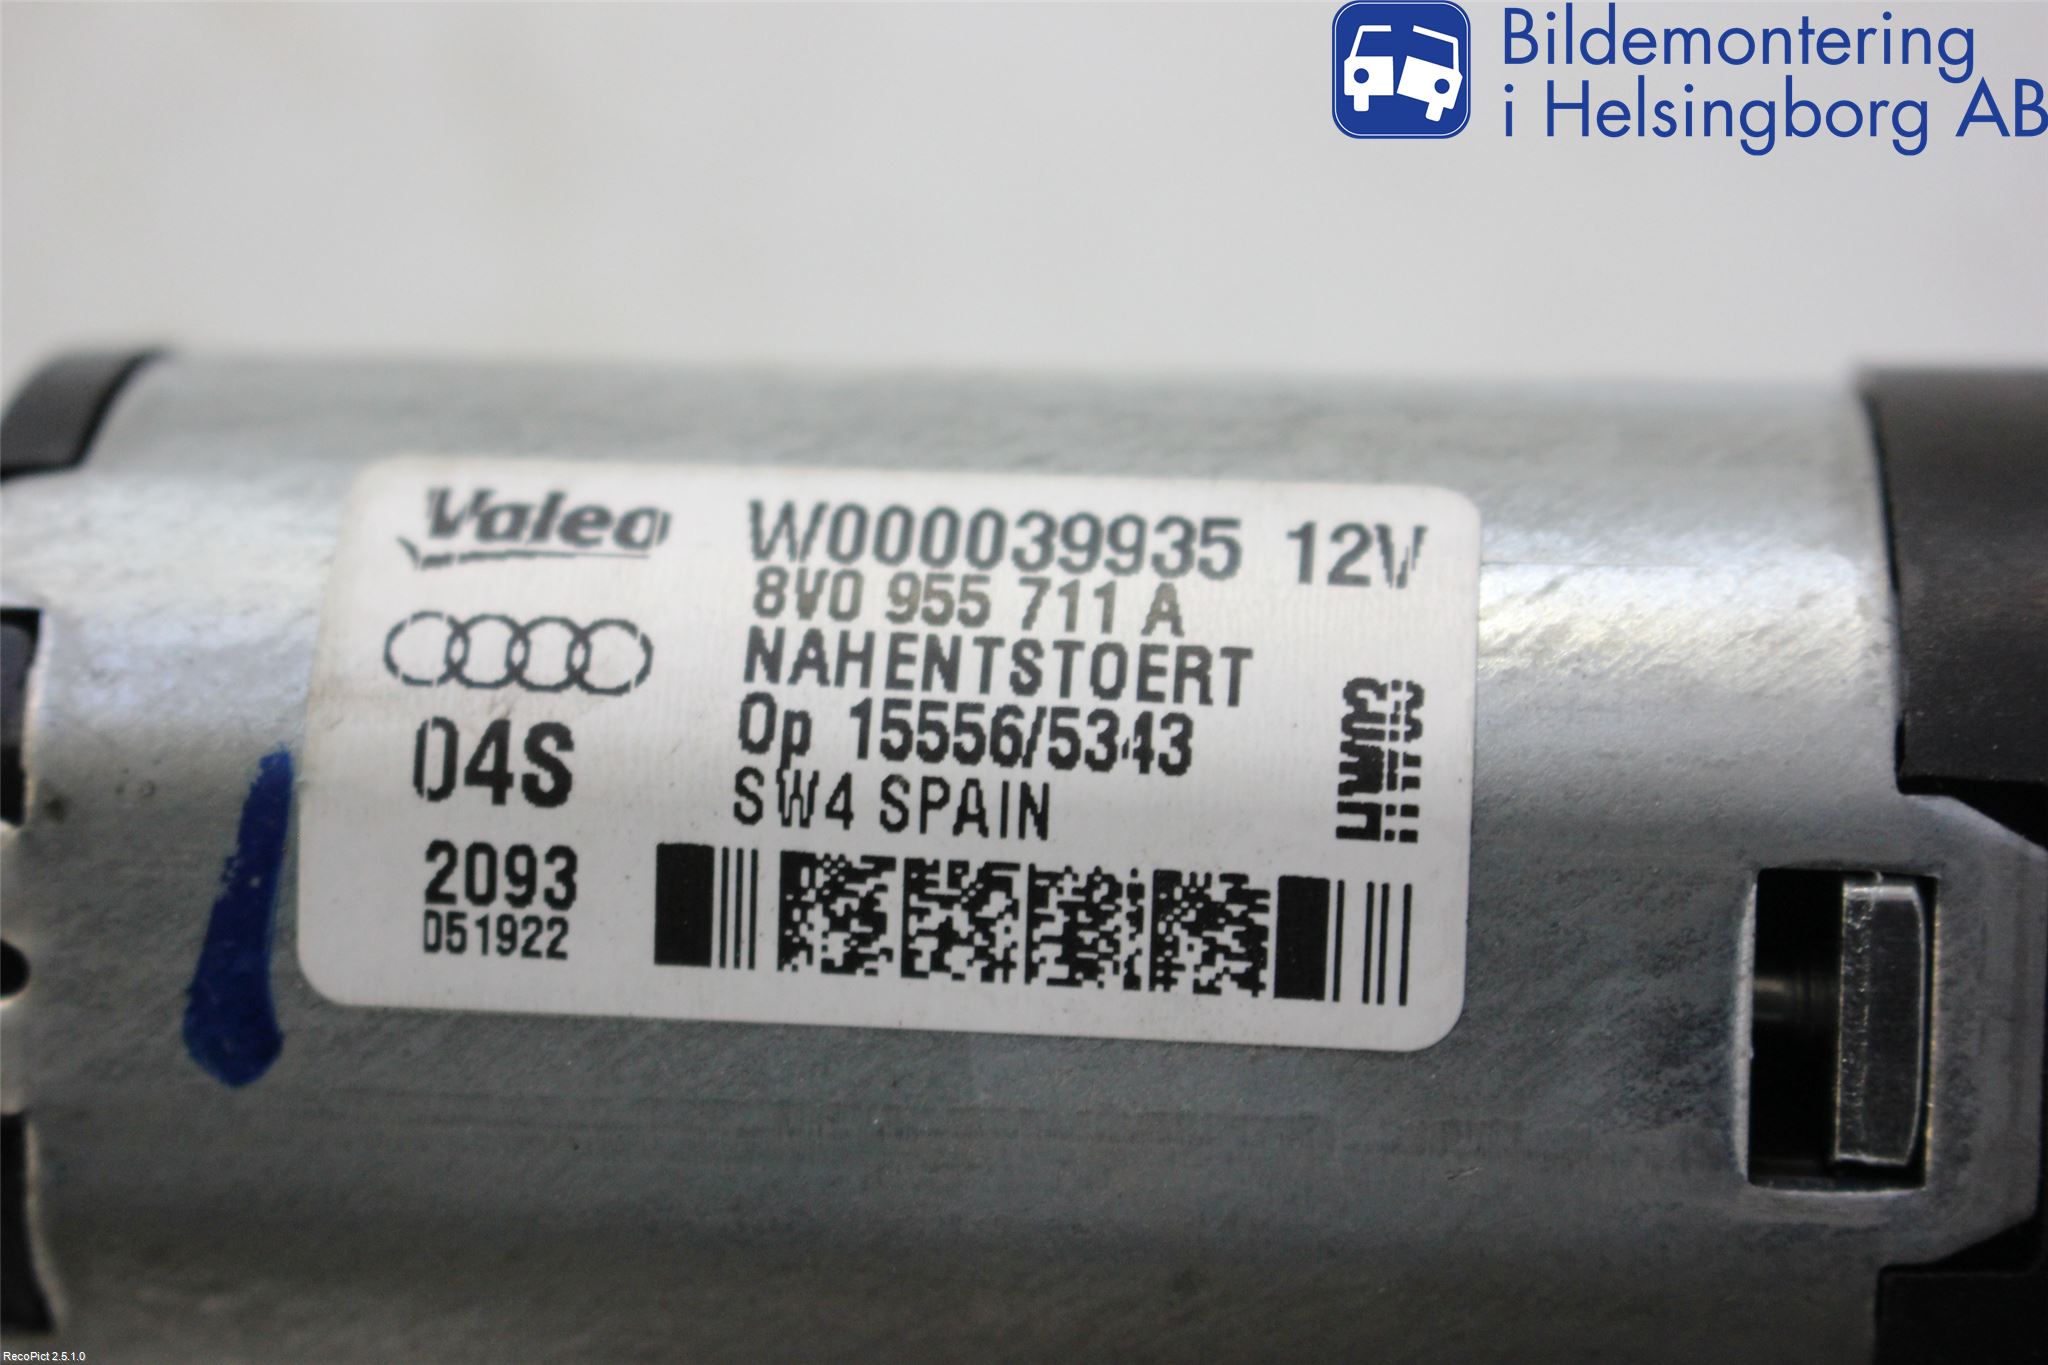 Bildemontering
i Helsingborg AB
Valeo
W000039935 12V
8V0 955 711 A
NAHENTSTOERT
Op 15556/5343
SW4 SPAIN
04S
2093
051922
RecoPict 2.5.1.0